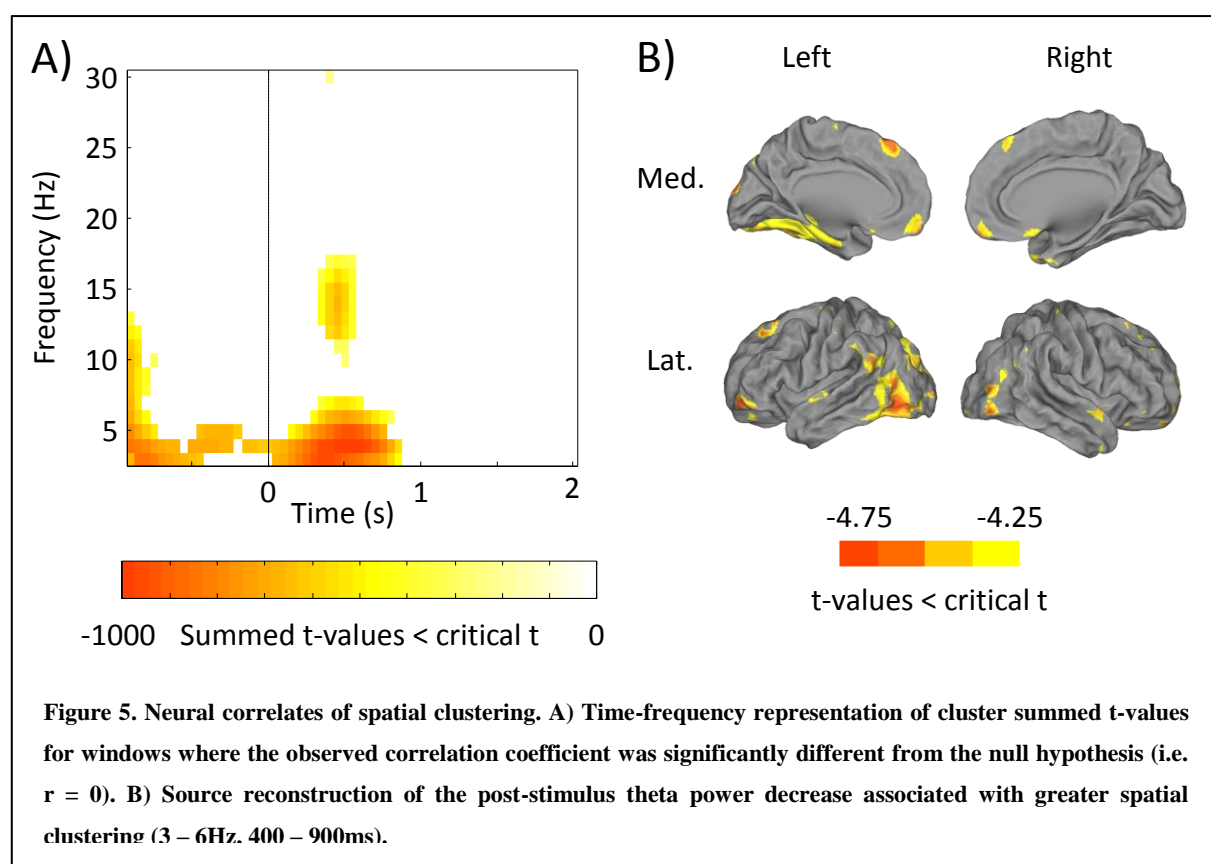 A)
30
25
20
15
10
5
Frequency (Hz)
0
1
2
Time (s)
-1000 Summed t-values < critical t 0
B)
Left Right
Med.
Lat.
-4.75 -4.25
t-values < critical t
Figure 5. Neural correlates of spatial clustering. A) Time-frequency representation of cluster summed t-values
for windows where the observed correlation coefficient was significantly different from the null hypothesis (i.e.
r = 0). B) Source reconstruction of the post-stimulus theta power decrease associated with greater spatial
clustering (3 – 6Hz, 400 – 900ms).